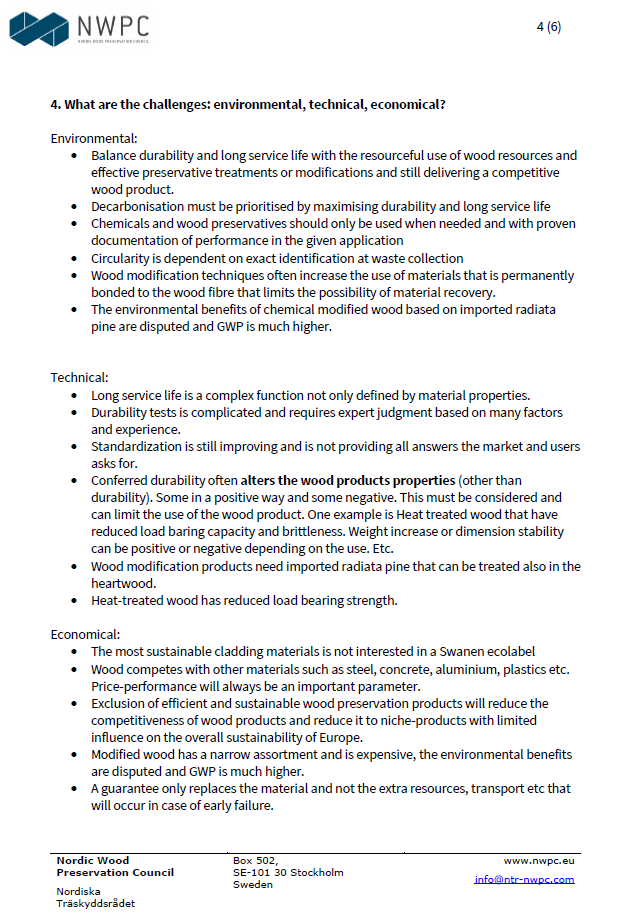 NWPC
NORDIC WOOD PRESERVATION COUNCIL
4 (6)
4. What are the challenges: environmental, technical, economical?
Environmental:
• Balance durability and long service life with the resourceful use of wood resources and
effective preservative treatments or modifications and still delivering a competitive
wood product.
• Decarbonisation must be prioritised by maximising durability and long service life
• Chemicals and wood preservatives should only be used when needed and with proven
documentation of performance in the given application
• Circularity is dependent on exact identification at waste collection
• Wood modification techniques often increase the use of materials that is permanently
bonded to the wood fibre that limits the possibility of material recovery.
• The environmental benefits of chemical modified wood based on imported radiata
pine are disputed and GWP is much higher.
Technical:
• Long service life is a complex function not only defined by material properties.
• Durability tests is complicated and requires expert judgment based on many factors
and experience.
• Standardization is still improving and is not providing all answers the market and users
asks for.
• Conferred durability often alters the wood products properties (other than
durability). Some in a positive way and some negative. This must be considered and
can limit the use of the wood product. One example is Heat treated wood that have
reduced load baring capacity and brittleness. Weight increase or dimension stability
can be positive or negative depending on the use. Etc.
• Wood modification products need imported radiata pine that can be treated also in the
heartwood.
• Heat-treated wood has reduced load bearing strength.
Economical:
• The most sustainable cladding materials is not interested in a Swanen ecolabel
• Wood competes with other materials such as steel, concrete, aluminium, plastics etc.
Price-performance will always be an important parameter.
• Exclusion of efficient and sustainable wood preservation products will reduce the
competitiveness of wood products and reduce it to niche-products with limited
influence on the overall sustainability of Europe.
• Modified wood has a narrow assortment and is expensive, the environmental benefits
are disputed and GWP is much higher.
• A guarantee only replaces the material and not the extra resources, transport etc that
will occur in case of early failure.
Nordic Wood
Preservation Council
Nordiska
Träskyddsrådet
Box 502,
SE-101 30 Stockholm
Sweden
www.nwpc.eu
info@ntr-nwpc.com